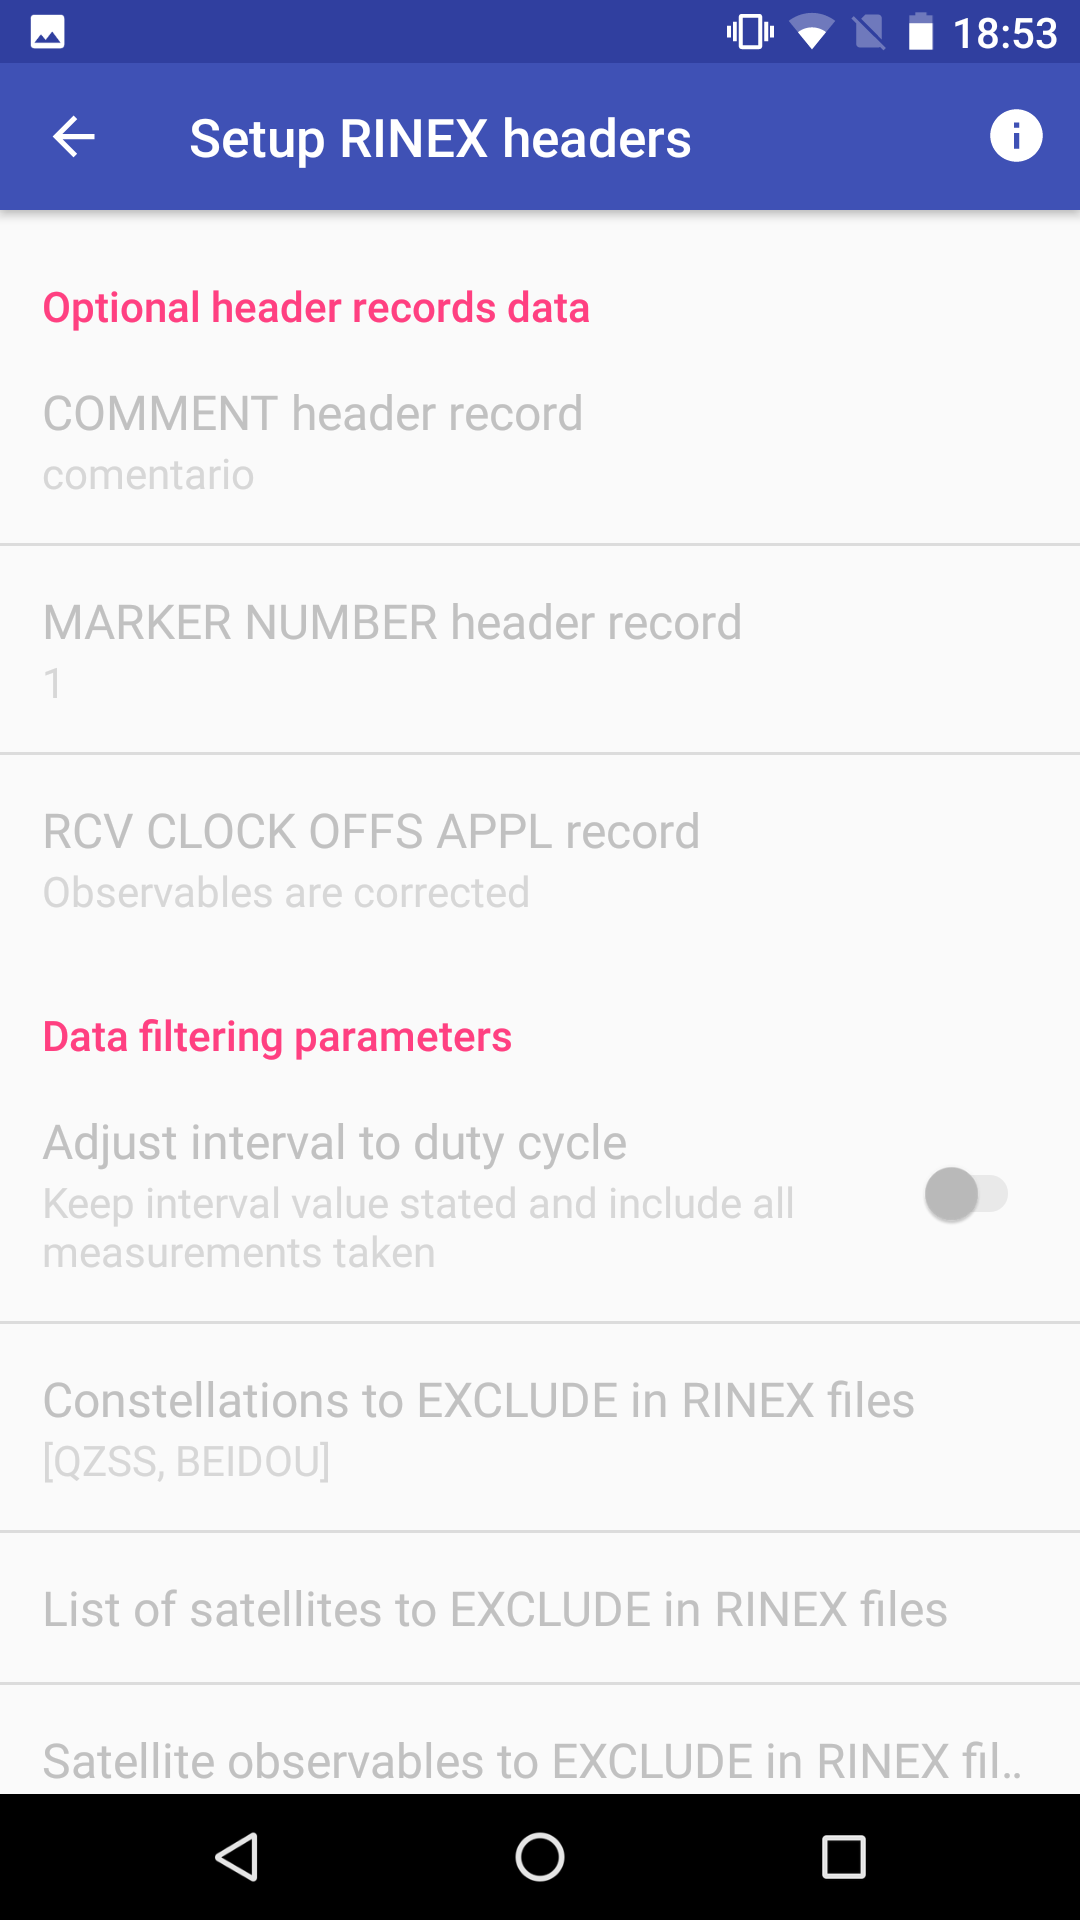 18:53
Setup RINEX headers
Optional header records data
COMMENT header record
comentario
MARKER NUMBER header record
1
RCV CLOCK OFFS APPL record
Observables are corrected
Data filtering parameters
Adjust interval to duty cycle
Keep interval value stated and include all
measurements taken
Constellations to EXCLUDE in RINEX files
[QZSS, BEIDOU]
List of satellites to EXCLUDE in RINEX files
Satellite observables to EXCLUDE in RINEX fil..